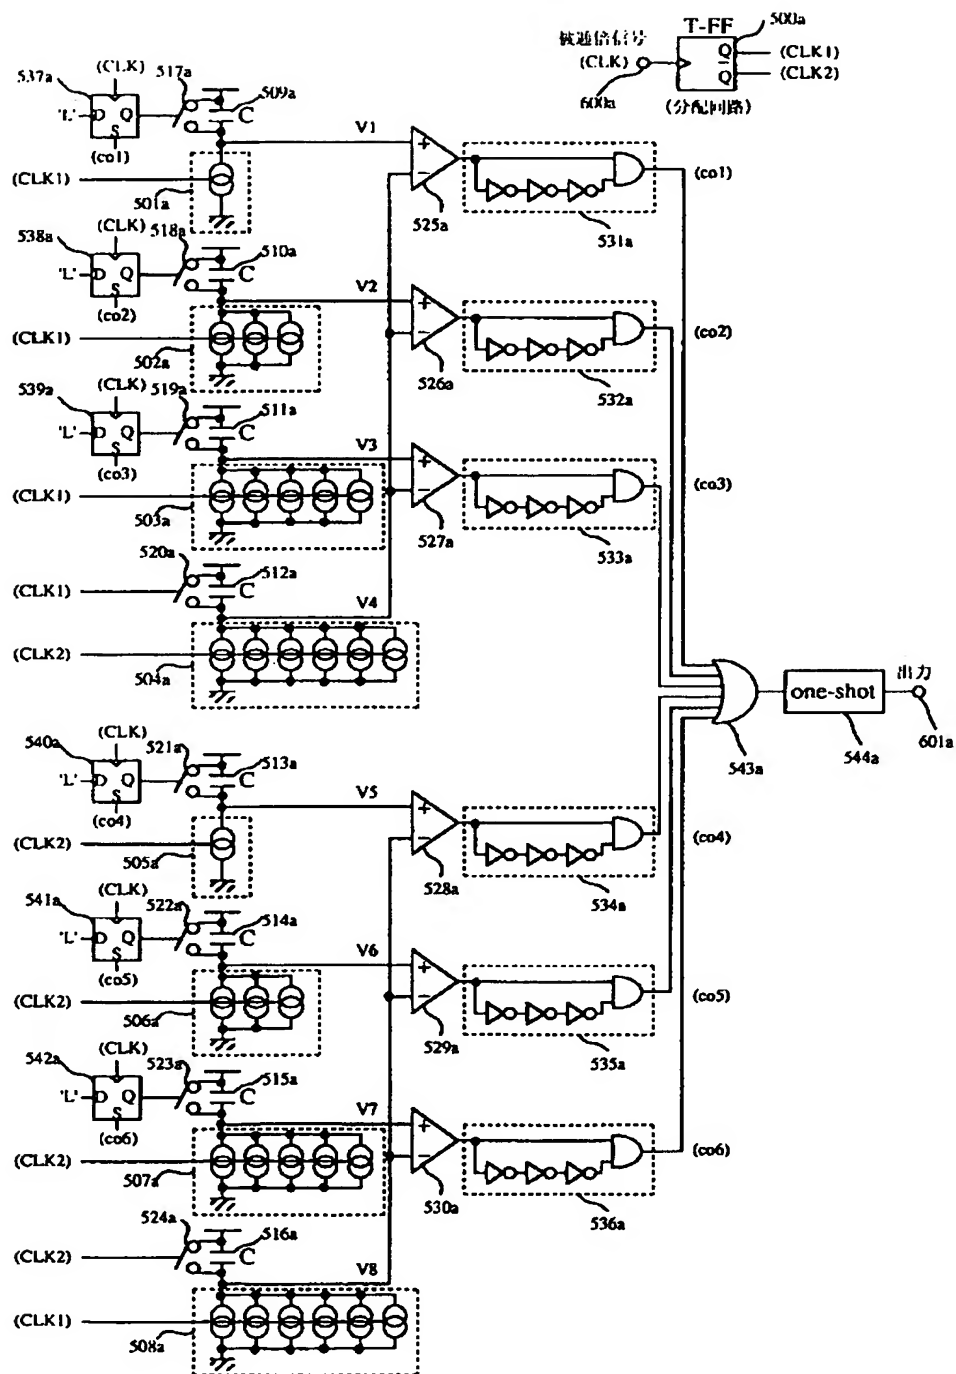 被逓倍信号
(CLK)
600a
T-FF
500a
Q
Q
(CLK1)
(CLK2)
(分配回路)
537a
(CLK)
517a
509a
'L'
D
Q
S
C
(co1)
(CLK1)
501a
V1
+
−
525a
531a
(co1)
538a
(CLK)
518a
510a
'L'
D
Q
S
C
(co2)
(CLK1)
502a
V2
+
−
526a
532a
(co2)
539a
(CLK)
519a
511a
'L'
D
Q
S
C
(co3)
(CLK1)
503a
V3
+
−
527a
533a
(co3)
520a
512a
(CLK1)
C
V4
(CLK2)
504a
出力
one-shot
543a
544a
601a
540a
(CLK)
521a
513a
'L'
D
Q
S
C
(co4)
(CLK2)
505a
V5
+
−
528a
534a
(co4)
541a
(CLK)
522a
514a
'L'
D
Q
S
C
(co5)
(CLK2)
506a
V6
+
−
529a
535a
(co5)
542a
(CLK)
523a
515a
'L'
D
Q
S
C
(co6)
(CLK2)
507a
V7
+
−
530a
536a
(co6)
524a
516a
(CLK2)
C
V8
(CLK1)
508a